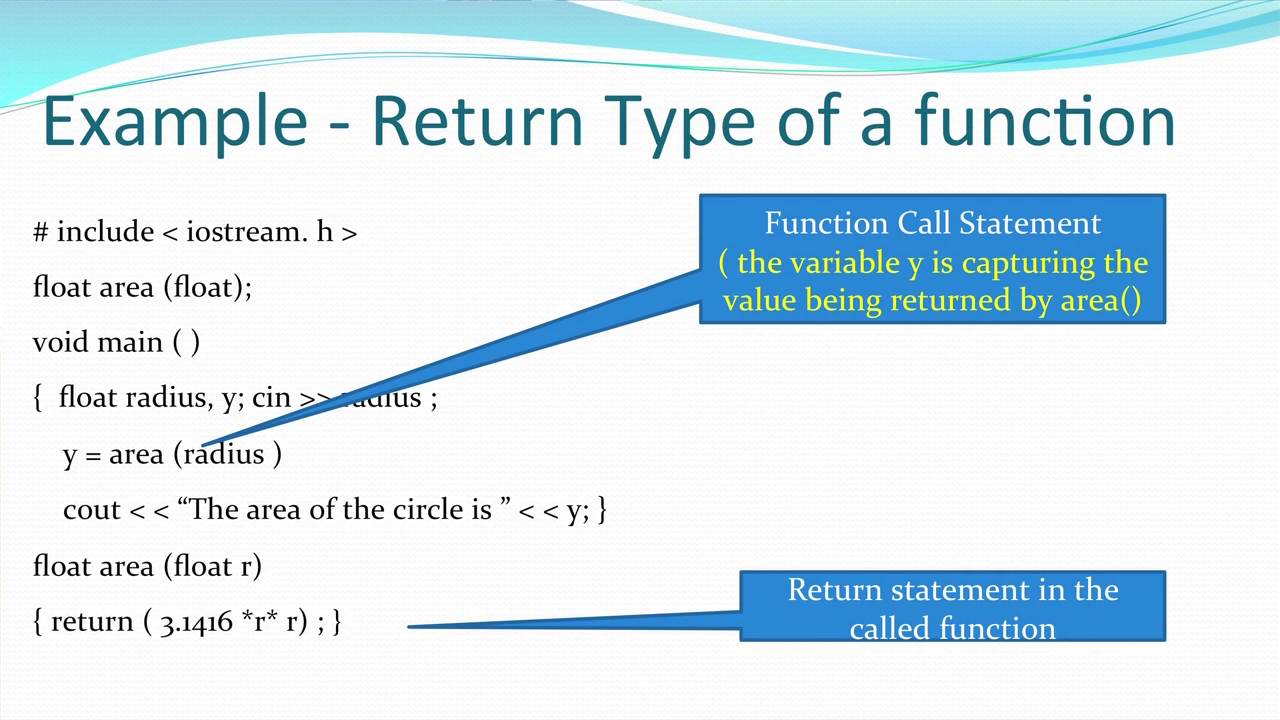 Example - Return Type of a function
# include < iostream. h >
float area (float);
void main ( )
{ float radius, y; cin >> radius ;
y = area (radius )
cout < < “The area of the circle is ” < < y; }
float area (float r)
{ return ( 3.1416 *r* r) ; }
Function Call Statement
( the variable y is capturing the
value being returned by area()
Return statement in the
called function